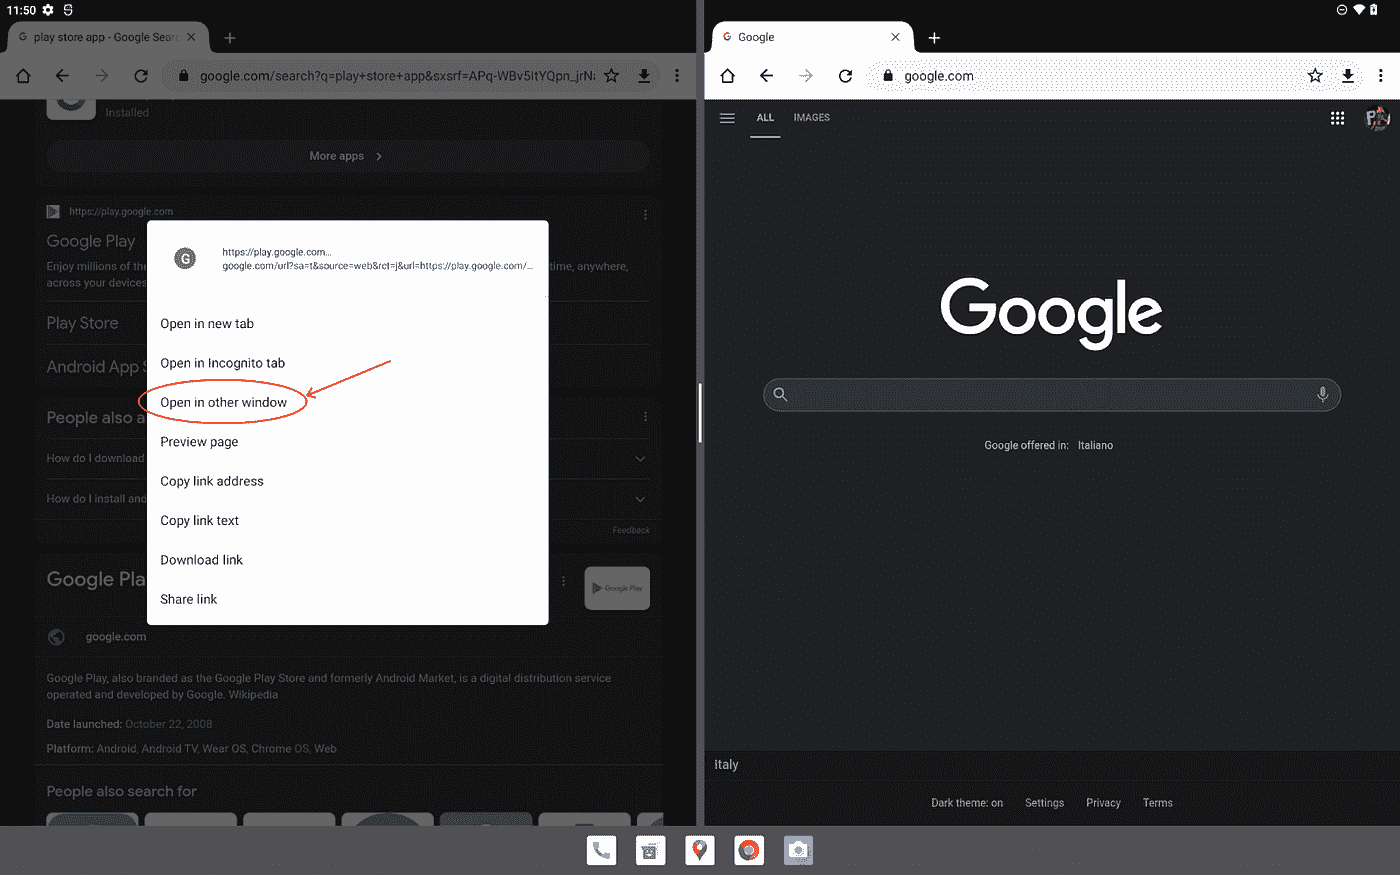 11:50
play store app - Google Searc
google.com/search?q=play+store+app&sxsrf=APq-WBv5ItYQpn_jrN
Installed
More apps
https://play.google.com
Google Play
Enjoy millions of the
time, anywhere,
across your devices
Play Store
Android App S
People also a
How do I download
How do I install and
Feedback
Google Pla
Google Play
google.com
Google Play, also branded as the Google Play Store and formerly Android Market, is a digital distribution service
operated and developed by Google. Wikipedia
Date launched: October 22, 2008
Platform: Android, Android TV, Wear OS, Chrome OS, Web
People also search for
G
https://play.google.com...
google.com/url?sa=t&source=web&rct=j&url=https://play.google.com/...
Open in new tab
Open in Incognito tab
Open in other window
Preview page
Copy link address
Copy link text
Download link
Share link
Google
google.com
ALL IMAGES
Google
Google offered in: Italiano
Italy
Dark theme: on Settings Privacy Terms